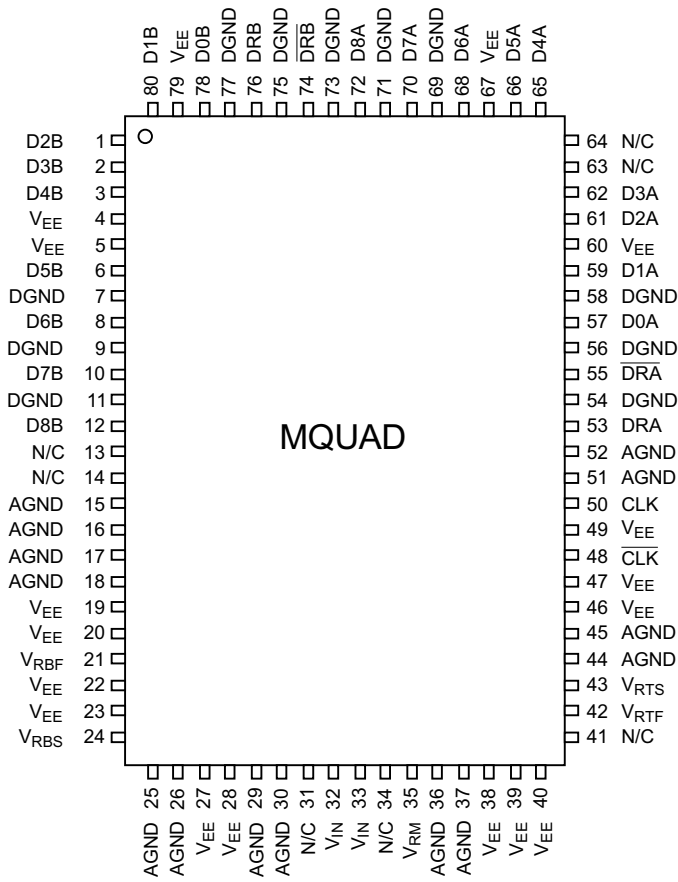 80 D1B
79 VEE
78 D0B
77 DGND
76 DRB
75 DGND
74 DRB
73 DGND
72 D8A
71 DGND
70 D7A
69 DGND
68 D6A
67 VEE
66 D5A
65 D4A
D2B 1
D3B 2
D4B 3
VEE 4
VEE 5
D5B 6
DGND 7
D6B 8
DGND 9
D7B 10
DGND 11
D8B 12
N/C 13
N/C 14
AGND 15
AGND 16
AGND 17
AGND 18
VEE 19
VEE 20
VRBF 21
VEE 22
VEE 23
VRBS 24
MQUAD
64 N/C
63 N/C
62 D3A
61 D2A
60 VEE
59 D1A
58 DGND
57 D0A
56 DGND
55 DRA
54 DGND
53 DRA
52 AGND
51 AGND
50 CLK
49 VEE
48 CLK
47 VEE
46 VEE
45 AGND
44 AGND
43 VRTS
42 VRTF
41 N/C
AGND 25
AGND 26
VEE 27
VEE 28
AGND 29
AGND 30
N/C 31
VIN 32
VIN 33
N/C 34
VRM 35
AGND 36
AGND 37
VEE 38
VEE 39
VEE 40